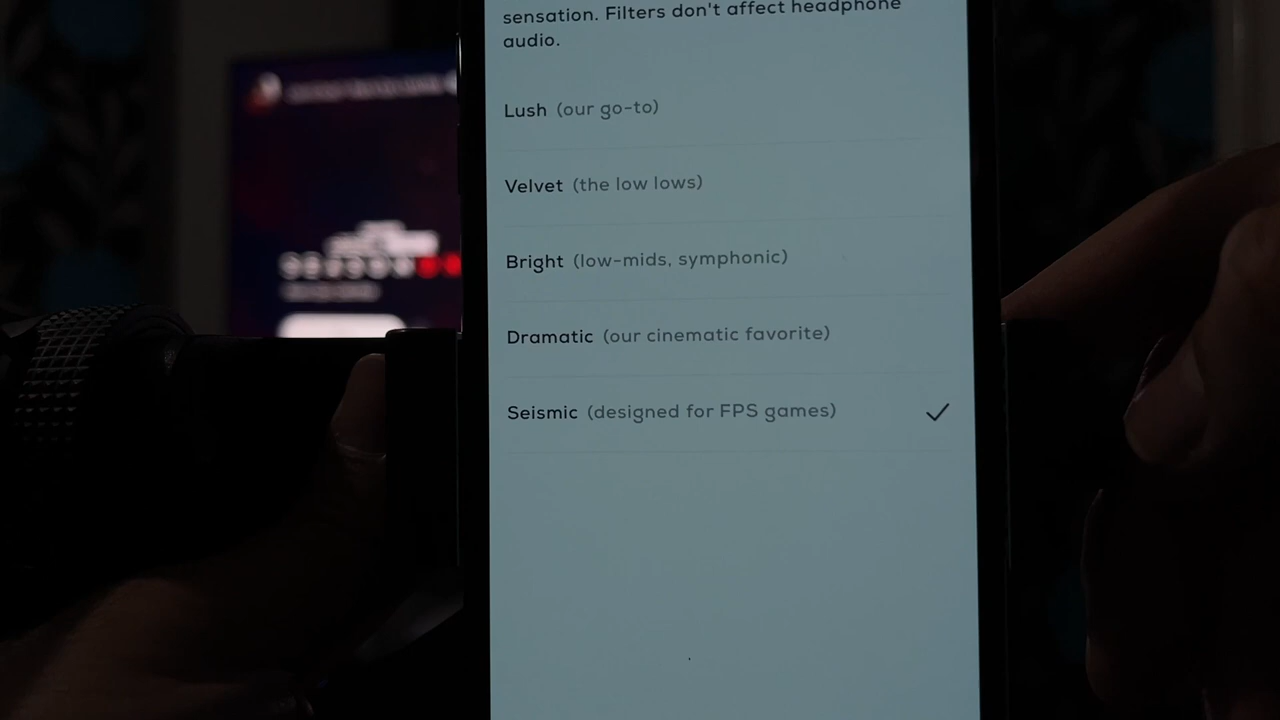 sensation. Filters don't affect headphone
audio.
Lush (our go-to)
Velvet (the low lows)
Bright (low-mids, symphonic)
Dramatic (our cinematic favorite)
Seismic (designed for FPS games)